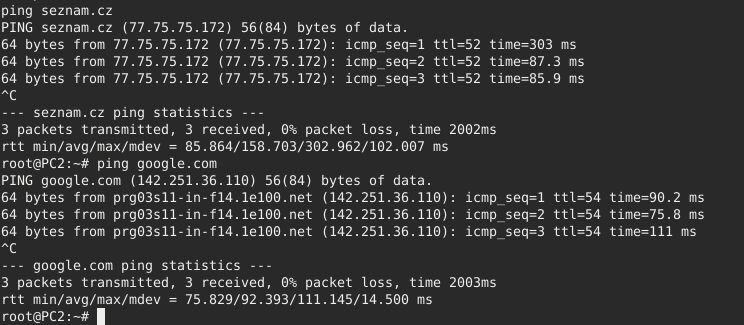 ping seznam.cz
PING seznam.cz (77.75.75.172) 56(84) bytes of data.
64 bytes from 77.75.75.172 (77.75.75.172): icmp_seq=1 ttl=52 time=303 ms
64 bytes from 77.75.75.172 (77.75.75.172): icmp_seq=2 ttl=52 time=87.3 ms
64 bytes from 77.75.75.172 (77.75.75.172): icmp_seq=3 ttl=52 time=85.9 ms
^C
--- seznam.cz ping statistics ---
3 packets transmitted, 3 received, 0% packet loss, time 2002ms
rtt min/avg/max/mdev = 85.864/158.703/302.962/102.007 ms
root@PC2:~# ping google.com
PING google.com (142.251.36.110) 56(84) bytes of data.
64 bytes from prg03s11-in-f14.1e100.net (142.251.36.110): icmp_seq=1 ttl=54 time=90.2 ms
64 bytes from prg03s11-in-f14.1e100.net (142.251.36.110): icmp_seq=2 ttl=54 time=75.8 ms
64 bytes from prg03s11-in-f14.1e100.net (142.251.36.110): icmp_seq=3 ttl=54 time=111 ms
^C
--- google.com ping statistics ---
3 packets transmitted, 3 received, 0% packet loss, time 2003ms
rtt min/avg/max/mdev = 75.829/92.393/111.145/14.500 ms
root@PC2:~#